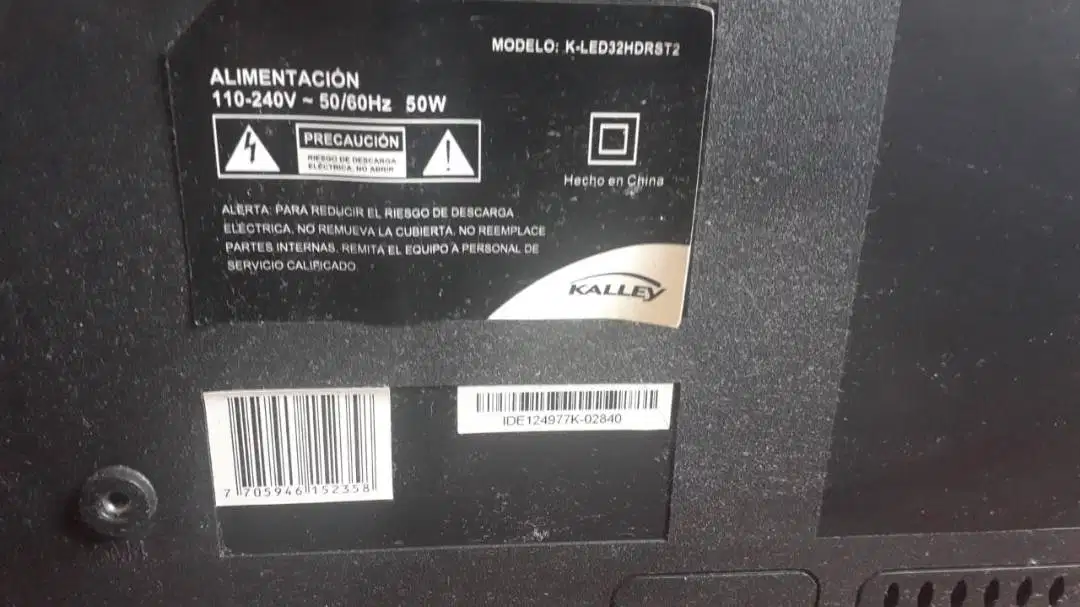 MODELO: K-LED32HDRST2
ALIMENTACIÓN
110-240V ~ 50/60Hz 50W
PRECAUCIÓN
RIESGO DE DESCARGA
ELÉCTRICA, NO ABRIR
Hecho en China
ALERTA: PARA REDUCIR EL RIESGO DE DESCARGA
ELÉCTRICA, NO REMUEVA LA CUBIERTA. NO REEMPLACE
PARTES INTERNAS. REMITA EL EQUIPO A PERSONAL DE
SERVICIO CALIFICADO
KALLEY
IDE124977K-02840
7 705946 152358